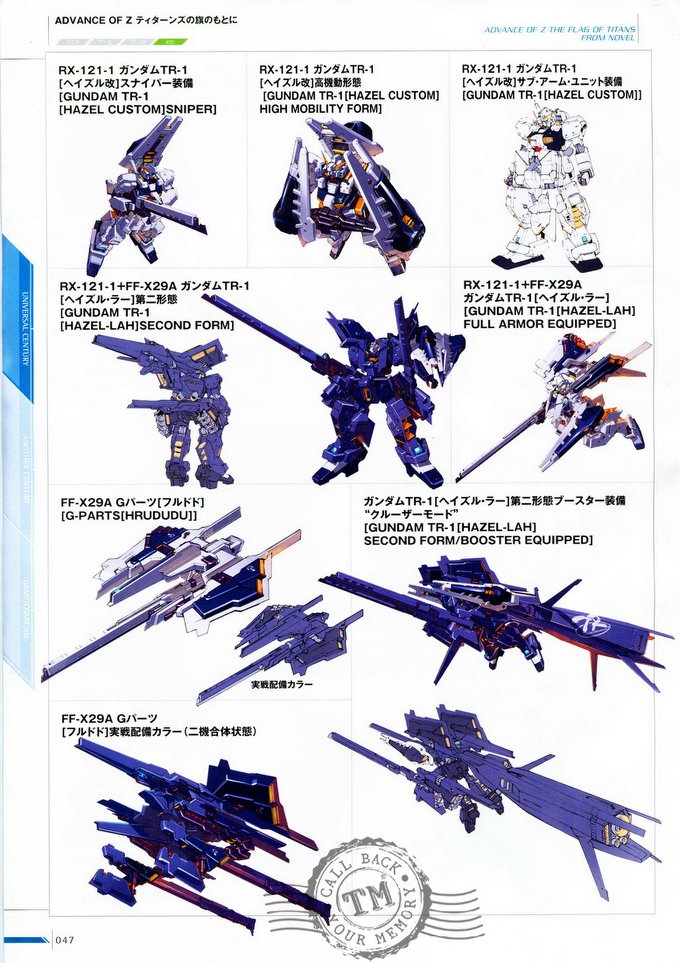 ADVANCE OF Z ティターンズの旗のもとに
ADVANCE OF Z THE FLAG OF TITANS
FROM NOVEL
RX-121-1 ガンダムTR-1
[ヘイズル改]スナイパー装備
[GUNDAM TR-1
[HAZEL CUSTOM]SNIPER]
RX-121-1 ガンダムTR-1
[ヘイズル改]高機動形態
[GUNDAM TR-1[HAZEL CUSTOM]
HIGH MOBILITY FORM]
RX-121-1 ガンダムTR-1
[ヘイズル改]サブ・アーム・ユニット装備
[GUNDAM TR-1[HAZEL CUSTOM]]
RX-121-1+FF-X29A ガンダムTR-1
[ヘイズル・ラー]第二形態
[GUNDAM TR-1
[HAZEL-LAH]SECOND FORM]
RX-121-1+FF-X29A
ガンダムTR-1[ヘイズル・ラー]
[GUNDAM TR-1[HAZEL-LAH]
FULL ARMOR EQUIPPED]
UNIVERSAL CENTURY
ANOTHER CENTURY
FF-X29A Gパーツ[フルドド]
[G-PARTS[HRUDUDU]]
実戦配備カラー
ガンダムTR-1[ヘイズル・ラー]第二形態ブースター装備
“クルーザーモード”
[GUNDAM TR-1[HAZEL-LAH]
SECOND FORM/BOOSTER EQUIPPED]
FF-X29A Gパーツ
[フルドド]実戦配備カラー(二機合体状態)
CALL BACK
TM
YOUR MEMORY
047